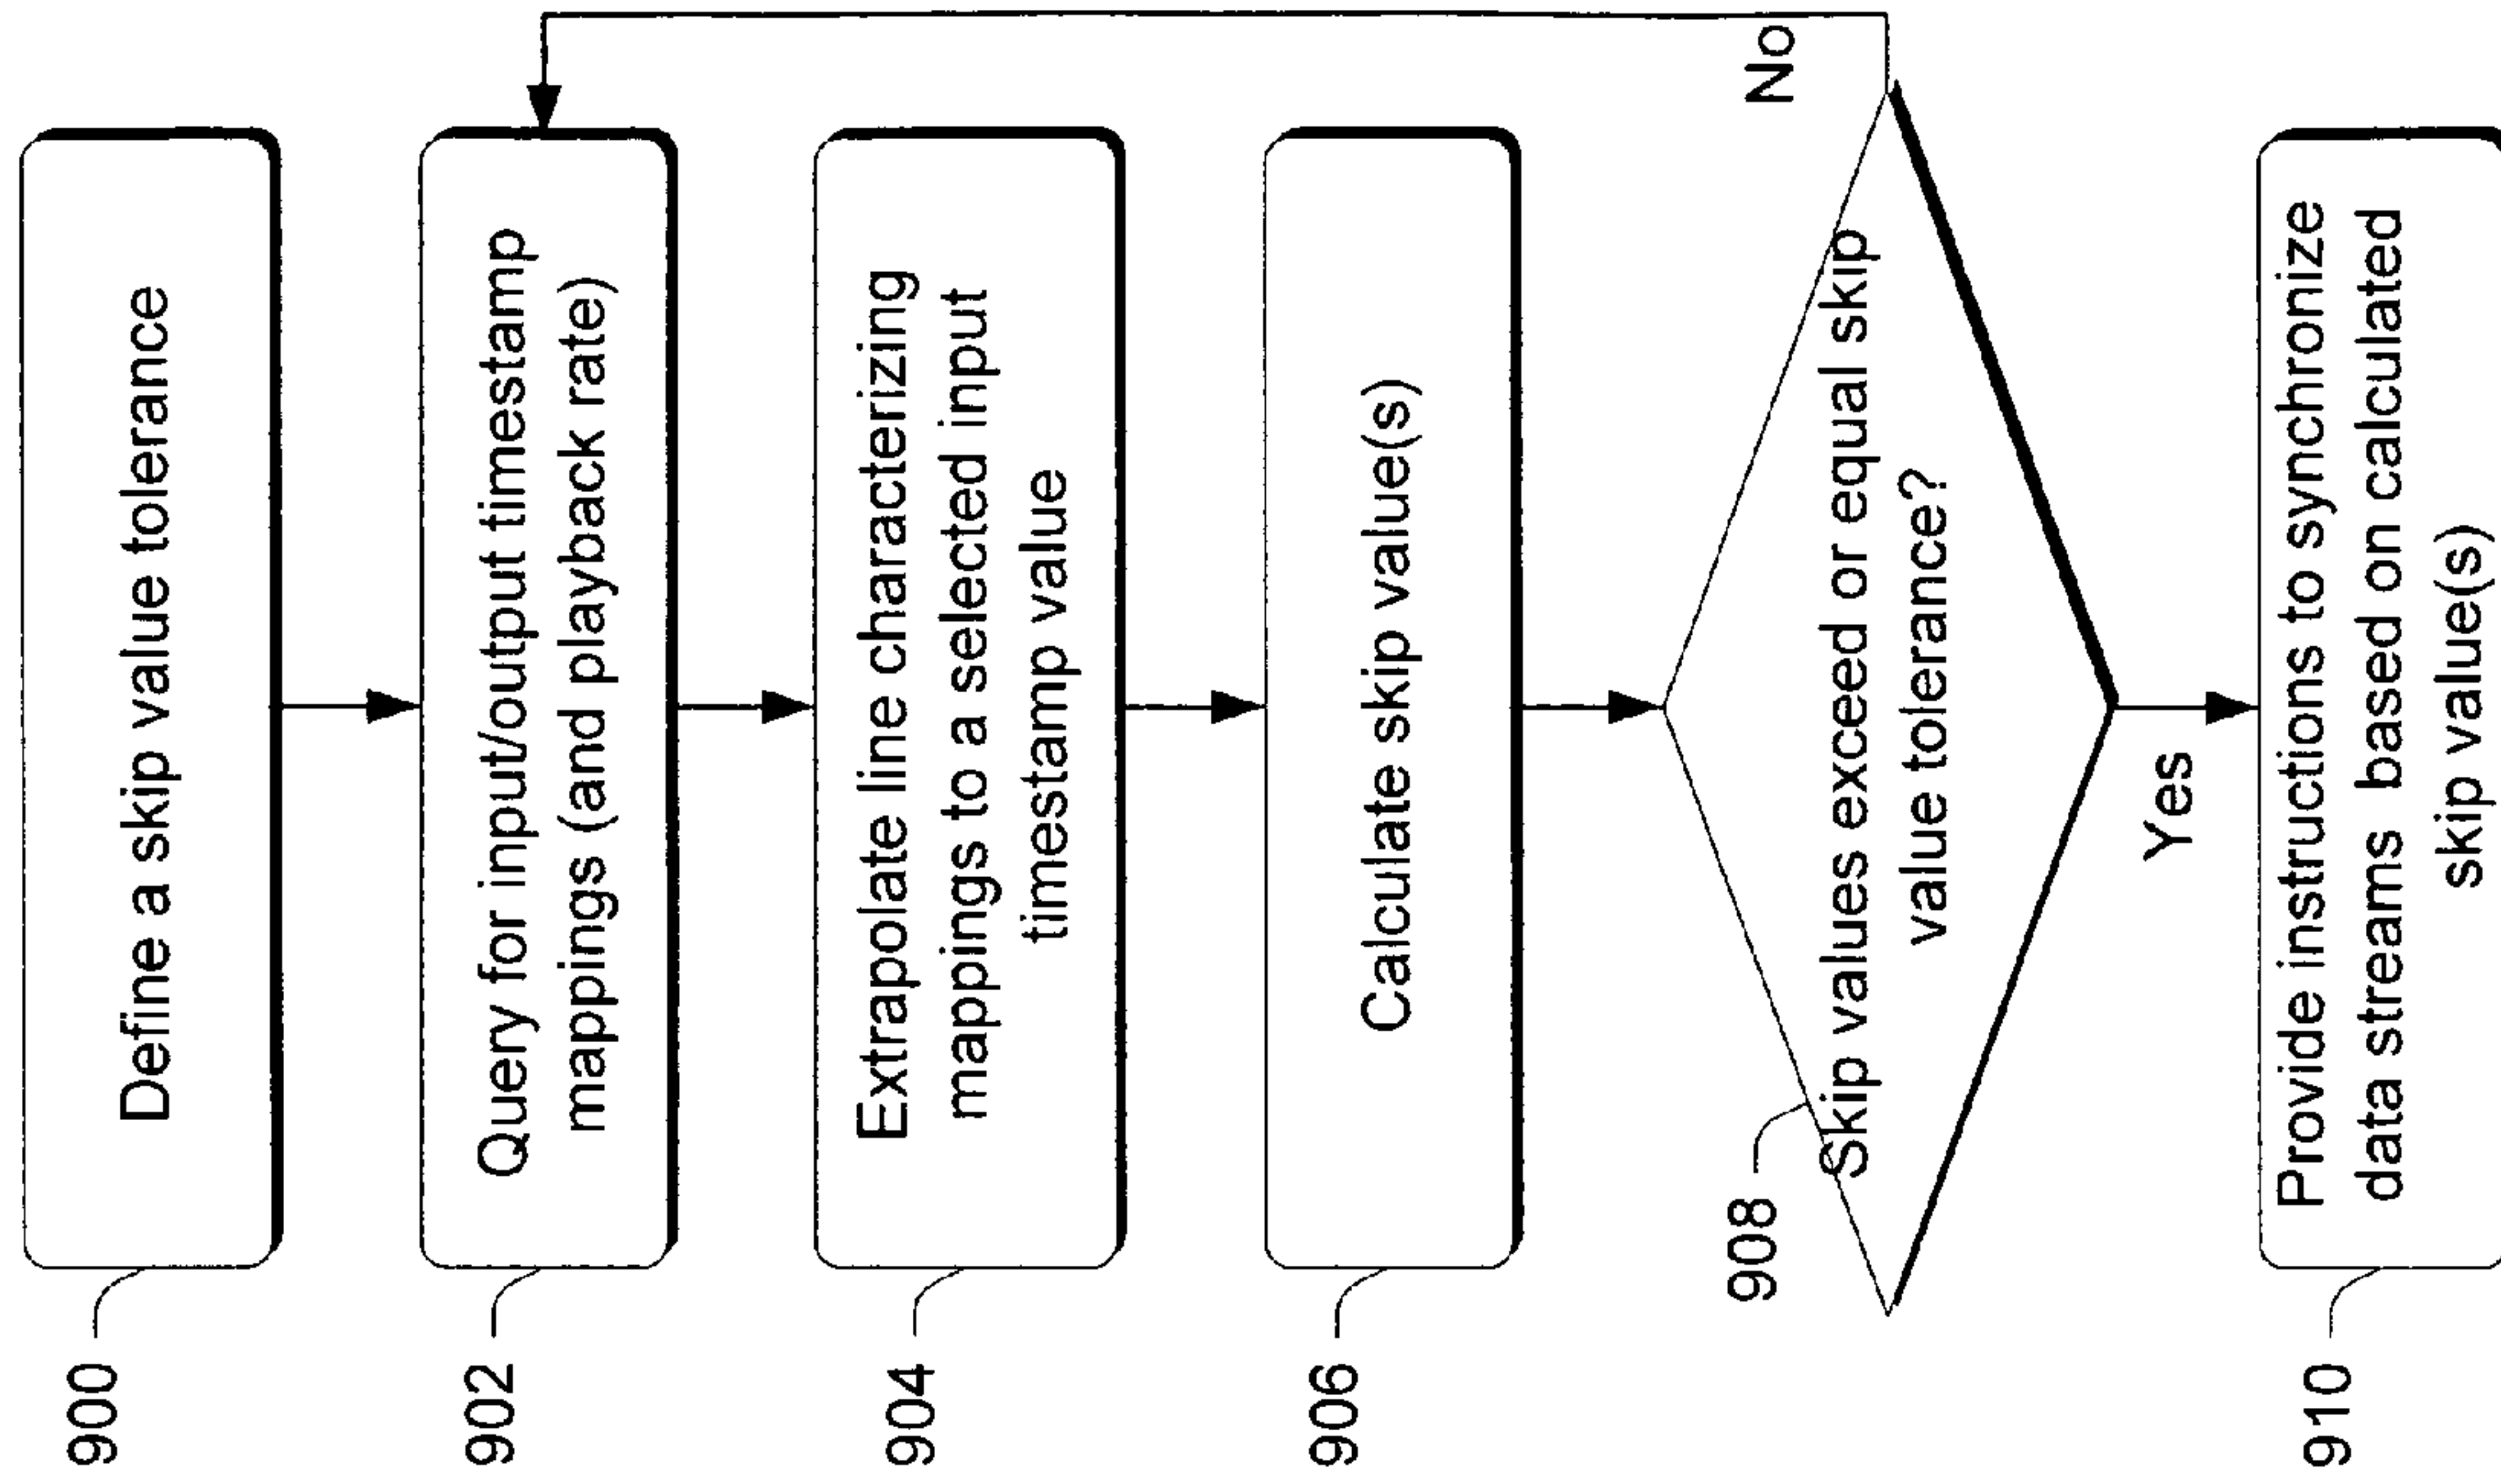 900
Define a skip value tolerance
902
Query for input/output timestamp
mappings (and playback rate)
904
Extrapolate line characterizing
mappings to a selected input
timestamp value
906
Calculate skip value(s)
908
Skip values exceed or equal skip
value tolerance?
No
Yes
910
Provide instructions to synchronize
data streams based on calculated
skip value(s)